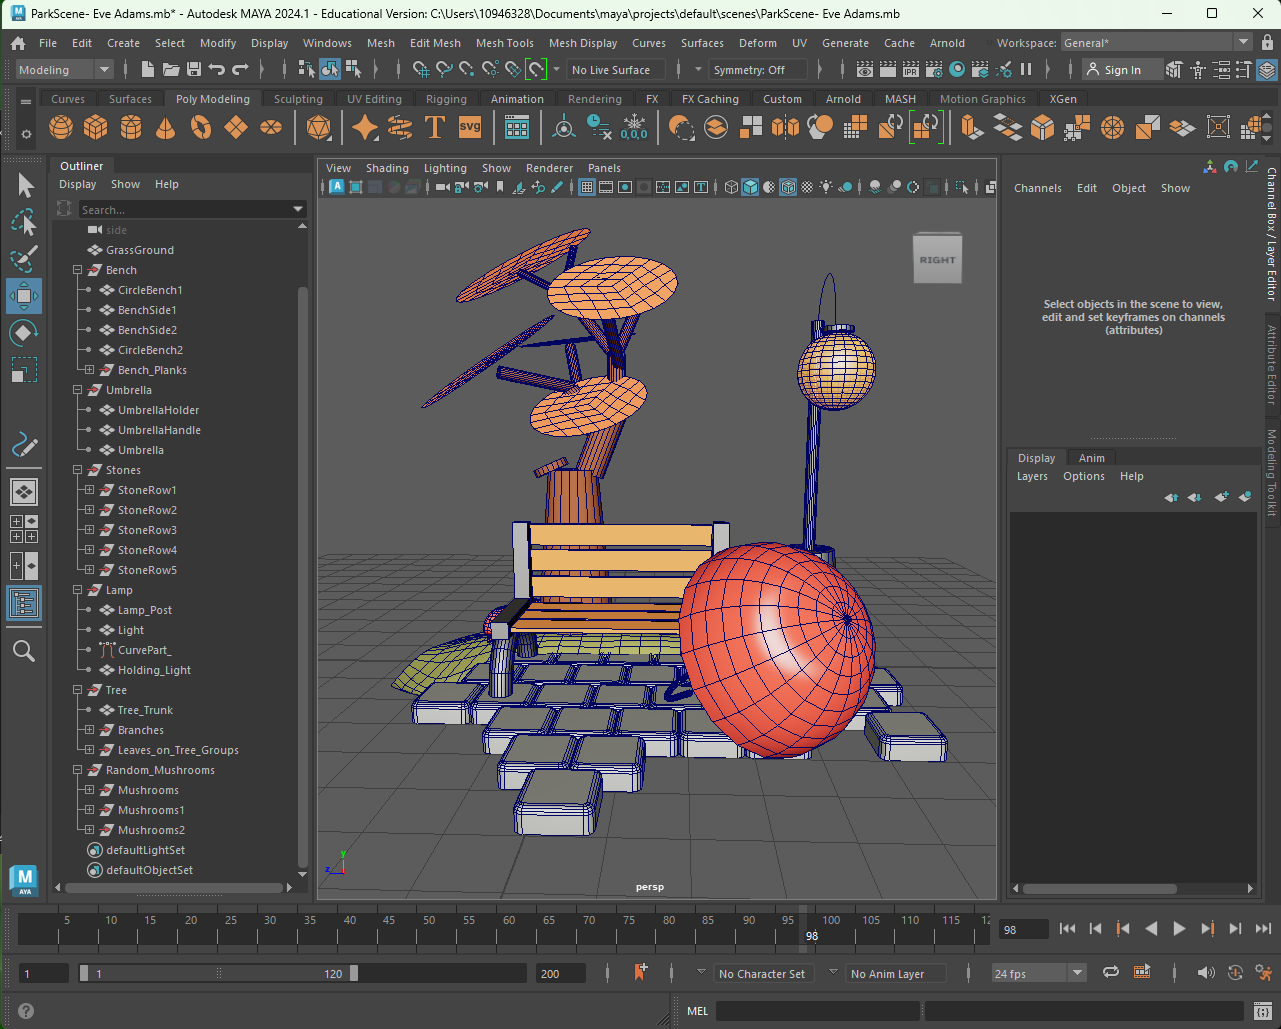 ParkScene- Eve Adams.mb* - Autodesk MAYA 2024.1 - Educational Version: C:\Users\10946328\Documents\maya\projects\default\scenes\ParkScene- Eve Adams.mb
File Edit Create Select Modify Display Windows Mesh Edit Mesh Mesh Tools Mesh Display Curves Surfaces Deform UV Generate Cache Arnold Workspace: General*
Modeling No Live Surface Symmetry: Off IPR Sign In
Curves Surfaces Poly Modeling Sculpting UV Editing Rigging Animation Rendering FX FX Caching Custom Arnold MASH Motion Graphics XGen
T SVG 0,0,0
Outliner
Display Show Help
Search...
side
GrassGround
Bench
CircleBench1
BenchSide1
BenchSide2
CircleBench2
Bench_Planks
Umbrella
UmbrellaHolder
UmbrellaHandle
Umbrella
Stones
StoneRow1
StoneRow2
StoneRow3
StoneRow4
StoneRow5
Lamp
Lamp_Post
Light
CurvePart_
Holding_Light
Tree
Tree_Trunk
Branches
Leaves_on_Tree_Groups
Random_Mushrooms
Mushrooms
Mushrooms1
Mushrooms2
defaultLightSet
defaultObjectSet
View Shading Lighting Show Renderer Panels
RIGHT
y
z
persp
Channels Edit Object Show
Select objects in the scene to view,
edit and set keyframes on channels
(attributes)
Display Anim
Layers Options Help
Channel Box / Layer Editor
Attribute Editor
Modeling Toolkit
M
AYA
5 10 15 20 25 30 35 40 45 50 55 60 65 70 75 80 85 90 95 100 105 110 115 12
98
98
1 1 120 200 No Character Set No Anim Layer 24 fps
MEL